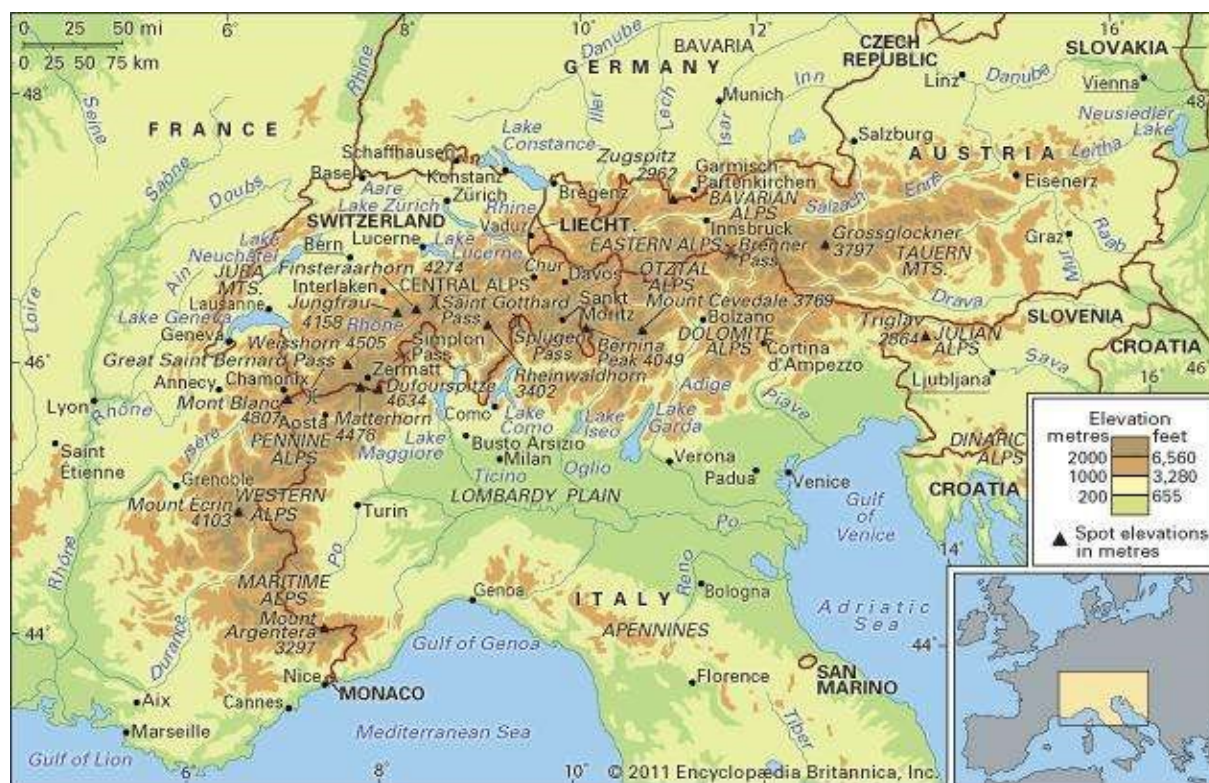 0 25 50 mi
0 25 50 75 km
6
8
10
12
16
48
48
46
16 46
44
44
14
6
8
10
FRANCE
GERMANY
BAVARIA
CZECH
REPUBLIC
SLOVAKIA
Linz
Danube
Vienna
Danube
Inn
Munich
Iller
Lech
Isar
Seine
Rhine
Neusiedler
Lake
Salzburg
AUSTRIA
Leitha
Eisenerz
Enns
Salzach
Lake
Constance
Zugspitz
2962
Garmisch-
Partenkirchen
BAVARIAN
ALPS
Schaffhausen
Basel
Konstanz
Bregenz
Saône
Doubs
Aare
Zürich
Lake Zürich
Rhine
SWITZERLAND
Vaduz
LIECHT.
Innsbruck
EASTERN ALPS
Brenner
Pass
Grossglockner
3797
TAUERN
MTS.
Graz
Mur
Raab
Lake
Neuchâtel
Bern
Lucerne
Lake
Lucerne
Ain
JURA
MTS.
Finsteraarhorn 4274
Interlaken
CENTRAL ALPS
Chur
Davos
OTZTAL
ALPS
Drava
Loire
Lausanne
Jungfrau
4158
Saint Gotthard
Pass
Sankt
Moritz
Mount Cevedale 3769
Bolzano
SLOVENIA
Lake Geneva
Geneva
Rhône
Weisshorn 4505
Simplon
Pass
Splugen
Pass
Bernina
Peak 4049
DOLOMITE
ALPS
Triglav
2864
JULIAN
ALPS
CROATIA
Great Saint Bernard Pass
Zermatt
Rheinwaldhorn
3402
Cortina
d'Ampezzo
Ljubljana
Sava
Annecy
Chamonix
Dufourspitze
4634
Mont Blanc
4807
Aosta
Matterhorn
4478
Como
Lake
Como
Lake
Iseo
Lake
Garda
Adige
Piave
Lyon
Rhône
Isère
PENNINE
ALPS
Lake
Maggiore
Busto Arsizio
Milan
Saint
Étienne
Ticino
Oglio
Verona
Padua
Venice
DINARIC
ALPS
CROATIA
Grenoble
LOMBARDY PLAIN
Gulf
of
Venice
Mount Ecrin
4103
WESTERN
ALPS
Turin
Po
Po
Rhône
MARITIME
ALPS
Genoa
ITALY
Reno
Bologna
Adriatic
Sea
Mount
Argentera
3297
Gulf of Genoa
APENNINES
Durance
Nice
MONACO
Florence
SAN
MARINO
Aix
Cannes
Marseille
Mediterranean Sea
Tiber
Gulf of Lion
Elevation
metres feet
2000 6,560
1000 3,280
200 655
Spot elevations
in metres
© 2011 Encyclopædia Britannica, Inc.